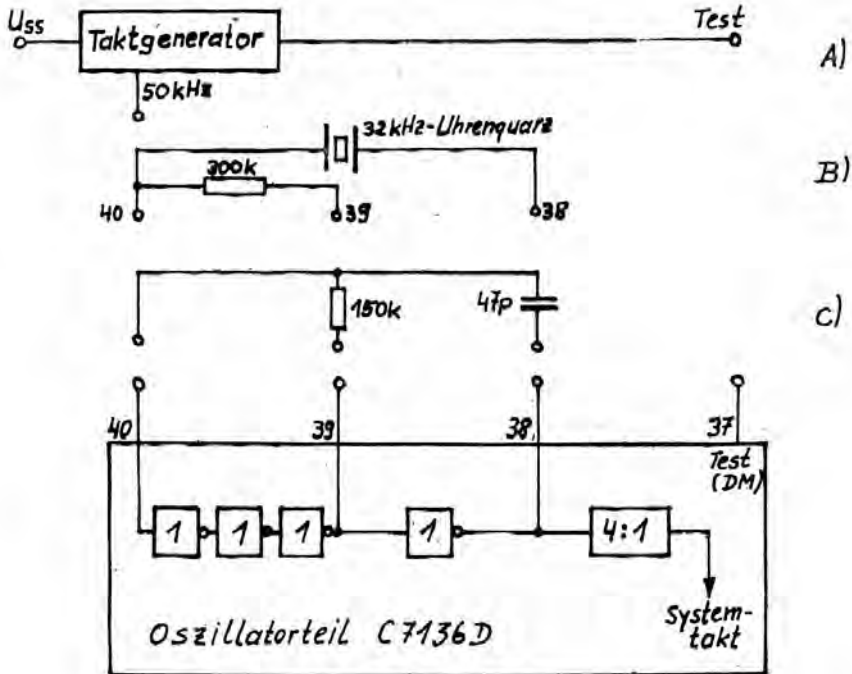 Uss
Taktgenerator
Test
A)
50kHz
32kHz-Uhrenquarz
300k
B)
40
39
38
150k
47p
C)
40
39
38
37
Test
(DM)
1
1
1
1
4:1
System-
takt
Oszillatorteil C7136D